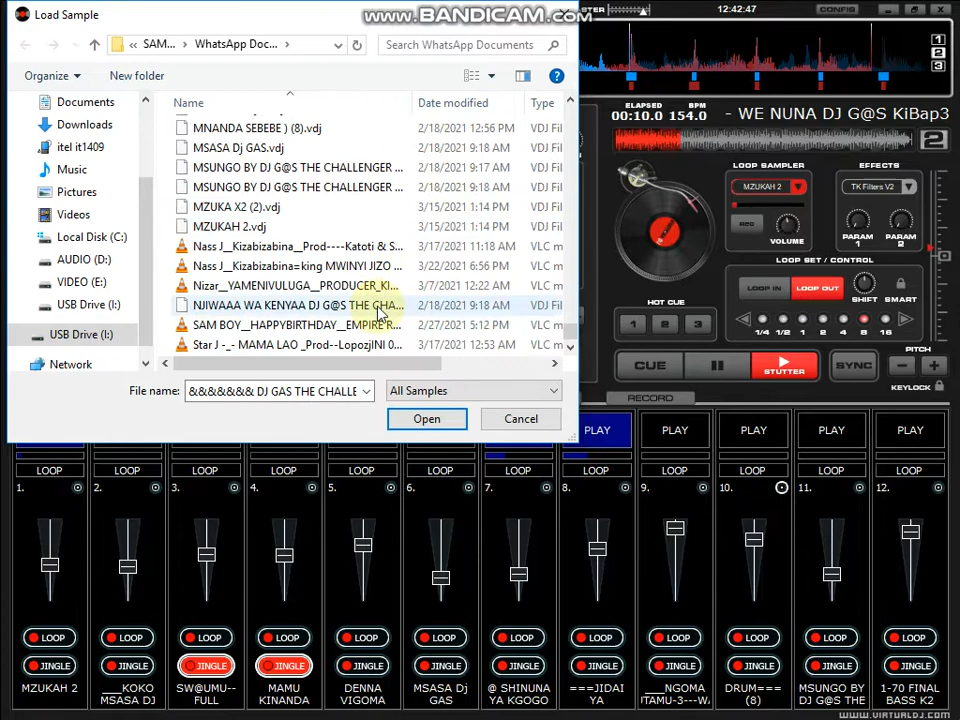 Load Sample
www.BANDICAM.com
12:42:47
CONFIG
« SAM... > WhatsApp Doc... >
Search WhatsApp Documents
Organize
New folder
1
2
3
Name
Date modified
Type
Documents
Downloads
itel it1409
Music
Pictures
Videos
Local Disk (C:)
AUDIO (D:)
VIDEO (E:)
USB Drive (I:)
USB Drive (I:)
Network
MNANDA SEBEBE ) (8).vdj 2/18/2021 12:56 PM VDJ Fil
MSASA Dj GAS.vdj 2/18/2021 9:18 AM VDJ Fil
MSUNGO BY DJ G@S THE CHALLENGER ... 2/18/2021 9:17 AM VDJ Fil
MSUNGO BY DJ G@S THE CHALLENGER ... 2/18/2021 9:18 AM VDJ Fil
MZUKA X2 (2).vdj 3/15/2021 1:14 PM VDJ Fil
MZUKAH 2.vdj 3/15/2021 1:14 PM VDJ Fil
Nass J__Kizabizabina__Prod----Katoti & S... 3/17/2021 11:18 AM VLC m
Nass J__Kizabizabina=king MWINYI JIZO ... 3/22/2021 6:56 PM VLC m
Nizar__YAMENIVULUGA__PRODUCER_KI... 3/7/2021 12:22 AM VLC m
NJIWAAA WA KENYAA DJ G@S THE CHA... 2/18/2021 9:18 AM VDJ Fil
SAM BOY__HAPPYBIRTHDAY__EMPIRE R... 2/27/2021 5:12 PM VLC m
Star J -_- MAMA LAO _Prod--LopozjINI 0... 3/17/2021 12:53 AM VLC m
File name: &&&&&&& DJ GAS THE CHALLE
All Samples
Open
Cancel
ELAPSED BPM
00:10.0 154.0
- WE NUNA DJ G@S KiBap3
2
LOOP SAMPLER
EFFECTS
MZUKAH 2
TK Filters V2
REC
VOLUME
PARAM 1
PARAM 2
LOOP SET / CONTROL
LOOP IN
LOOP OUT
SHIFT
SMART
HOT CUE
1 2 3
1/4 1/2 1 2 4 8 16
PITCH
CUE
STUTTER
SYNC
KEYLOCK
RECORD
PLAY PLAY PLAY PLAY PLAY
LOOP LOOP LOOP LOOP LOOP LOOP LOOP LOOP LOOP LOOP LOOP LOOP
1. 2. 3. 4. 5. 6. 7. 8. 9. 10. 11. 12.
LOOP LOOP LOOP LOOP LOOP LOOP LOOP LOOP LOOP LOOP LOOP LOOP
JINGLE JINGLE JINGLE JINGLE JINGLE JINGLE JINGLE JINGLE JINGLE JINGLE JINGLE JINGLE
MZUKAH 2
___KOKO MSASA DJ
SW@UMU-- FULL
MAMU KINANDA
DENNA VIGOMA
MSASA Dj GAS
@ SHINUNA YA KGOGO
===JIDAI YA
___NGOMA
DRUM=== (8)
MSUNGO BY DJ G@S THE
1-70 FINAL BASS K2
www.VIRTUALDJ.com